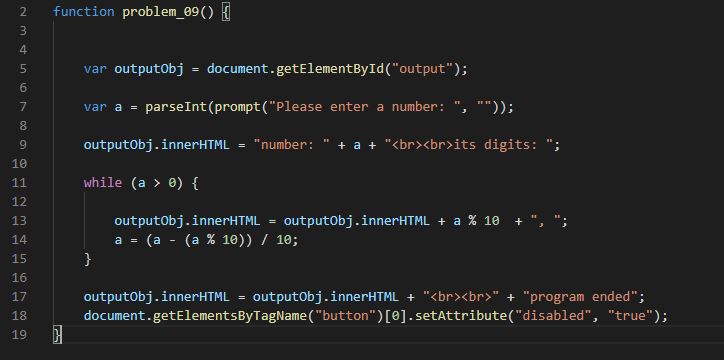 2 function problem_09() {
3
4
5 var outputObj = document.getElementById("output");
6
7 var a = parseInt(prompt("Please enter a number: ", ""));
8
9 outputObj.innerHTML = "number: " + a + "<br><br>its digits: ";
10
11 while (a > 0) {
12
13 outputObj.innerHTML = outputObj.innerHTML + a % 10  + ", ";
14 a = (a - (a % 10)) / 10;
15 }
16
17 outputObj.innerHTML = outputObj.innerHTML + "<br><br>" + "program ended";
18 document.getElementsByTagName("button")[0].setAttribute("disabled", "true");
19 }